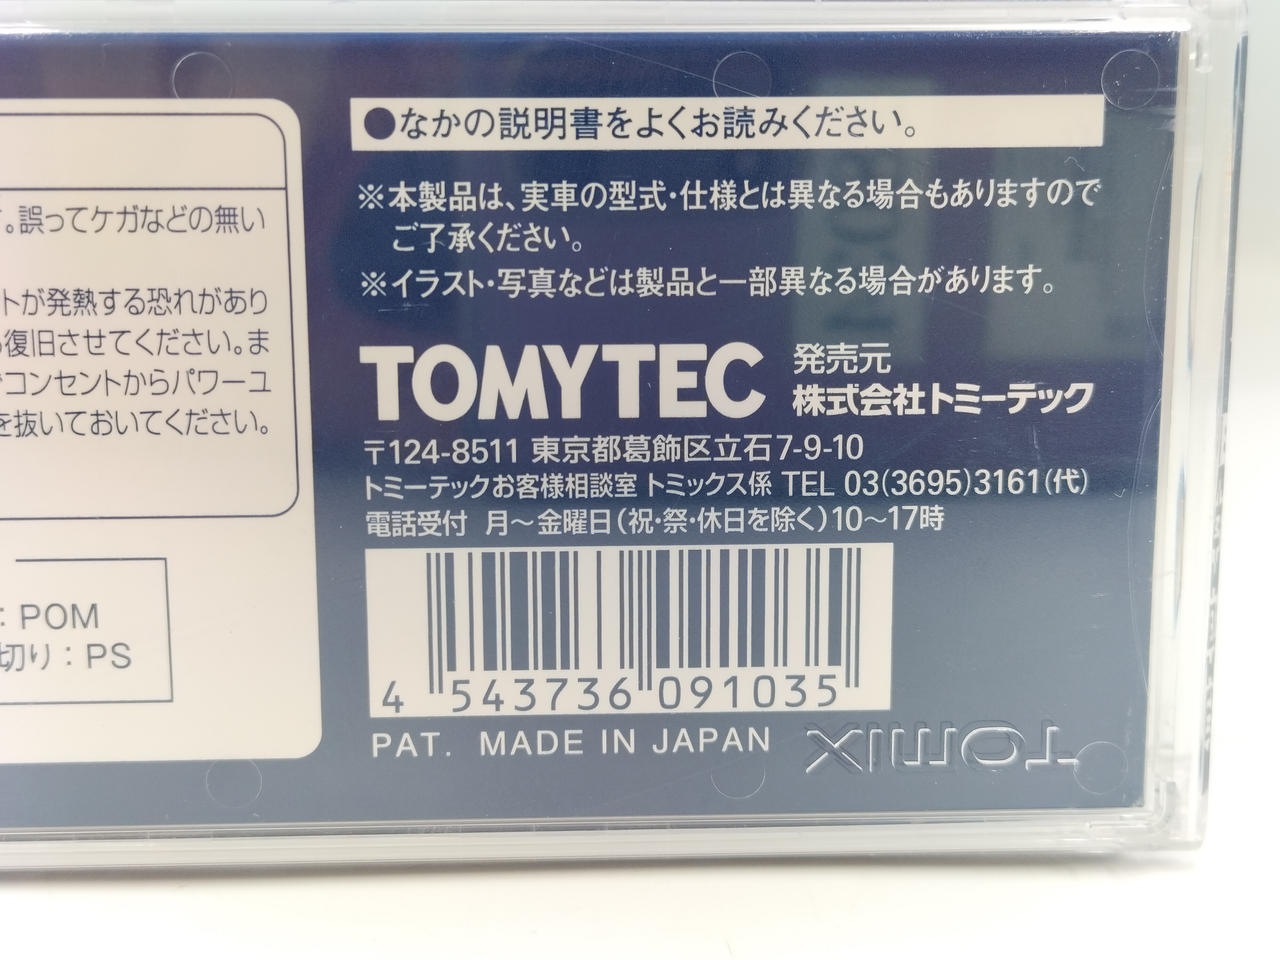 ●なかの説明書をよくお読みください。
※本製品は、実車の型式・仕様とは異なる場合もありますので
ご了承ください。
※イラスト・写真などは製品と一部異なる場合があります。
TOMYTEC 発売元
株式会社トミーテック
〒124-8511 東京都葛飾区立石7-9-10
トミーテックお客様相談室 トミックス係 TEL 03(3695)3161(代)
電話受付 月〜金曜日(祝・祭・休日を除く)10〜17時
4 543736 091035
PAT. MADE IN JAPAN
TOMIX
。誤ってケガなどの無い
トが発熱する恐れがあり
復旧させてください。ま
コンセントからパワーユ
を抜いておいてください。
: POM
切り : PS